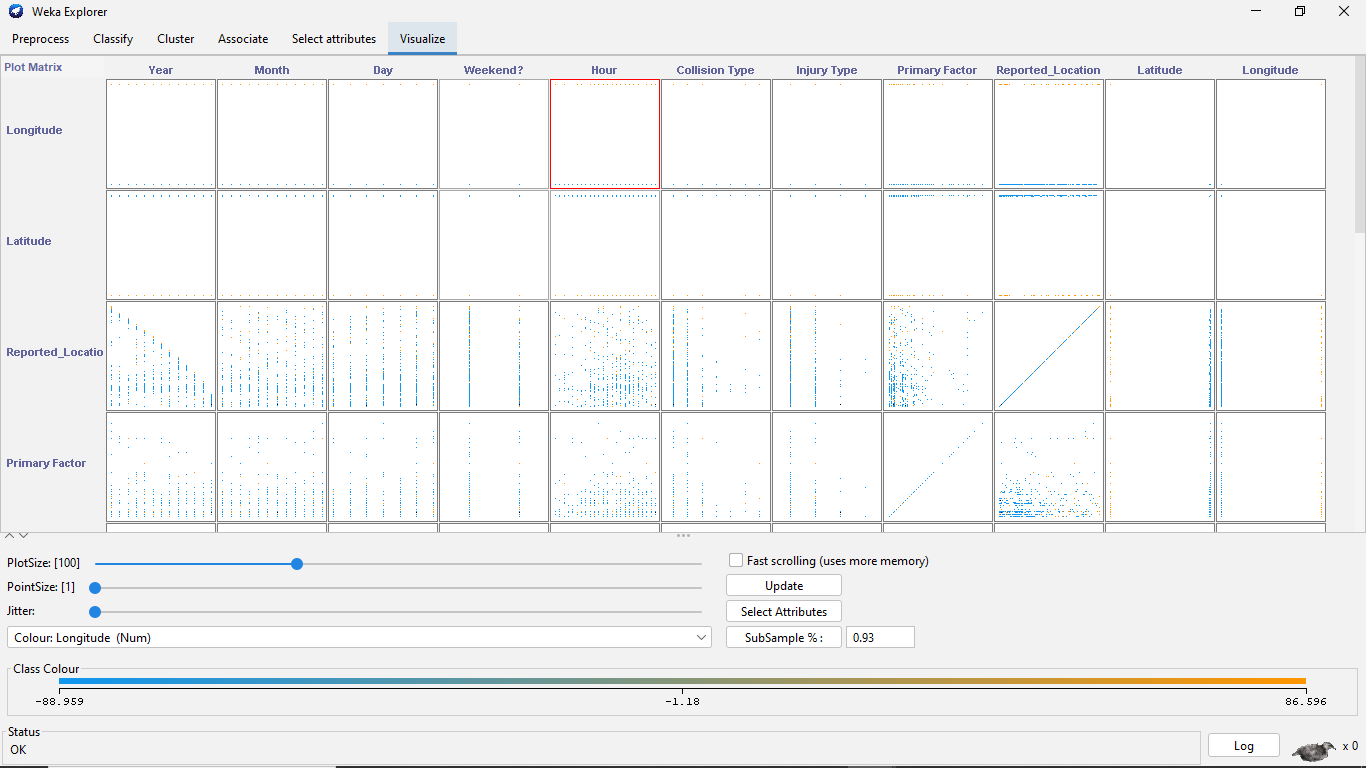 Weka Explorer
Preprocess Classify Cluster Associate Select attributes Visualize
Plot Matrix Year Month Day Weekend? Hour Collision Type Injury Type Primary Factor Reported_Location Latitude Longitude
Longitude
Latitude
Reported_Locatio
Primary Factor
PlotSize: [100]
Fast scrolling (uses more memory)
PointSize: [1]
Update
Jitter:
Select Attributes
Colour: Longitude (Num)
SubSample % : 0.93
Class Colour
-88.959 -1.18 86.596
Status
OK
Log x 0